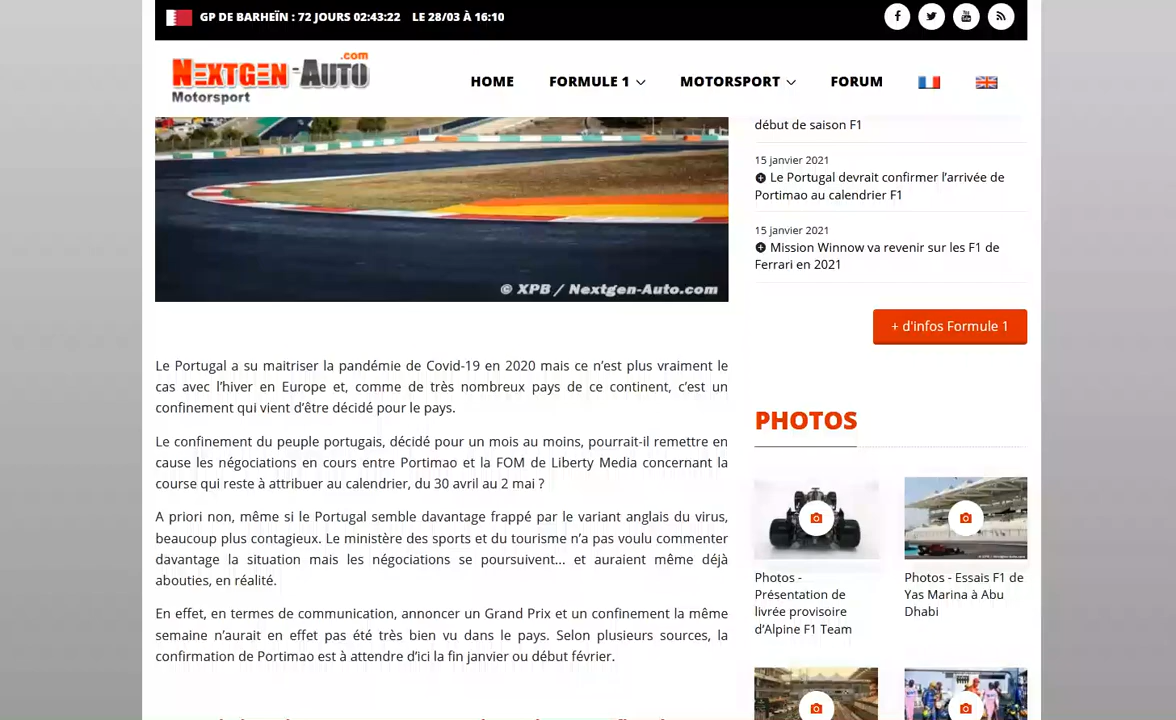 GP DE BARHEÏN : 72 JOURS 02:43:22 LE 28/03 À 16:10
.com
NEXTGEN-AUTO
Motorsport
HOME
FORMULE 1
MOTORSPORT
FORUM
début de saison F1
15 janvier 2021
Le Portugal devrait confirmer l’arrivée de
Portimao au calendrier F1
15 janvier 2021
Mission Winnow va revenir sur les F1 de
Ferrari en 2021
© XPB / Nextgen-Auto.com
+ d'infos Formule 1
Le Portugal a su maitriser la pandémie de Covid-19 en 2020 mais ce n’est plus vraiment le
cas avec l’hiver en Europe et, comme de très nombreux pays de ce continent, c’est un
confinement qui vient d’être décidé pour le pays.
Le confinement du peuple portugais, décidé pour un mois au moins, pourrait-il remettre en
cause les négociations en cours entre Portimao et la FOM de Liberty Media concernant la
course qui reste à attribuer au calendrier, du 30 avril au 2 mai ?
A priori non, même si le Portugal semble davantage frappé par le variant anglais du virus,
beaucoup plus contagieux. Le ministère des sports et du tourisme n’a pas voulu commenter
davantage la situation mais les négociations se poursuivent... et auraient même déjà
abouties, en réalité.
En effet, en termes de communication, annoncer un Grand Prix et un confinement la même
semaine n’aurait en effet pas été très bien vu dans le pays. Selon plusieurs sources, la
confirmation de Portimao est à attendre d’ici la fin janvier ou début février.
PHOTOS
Photos -
Présentation de
livrée provisoire
d’Alpine F1 Team
Photos - Essais F1 de
Yas Marina à Abu
Dhabi